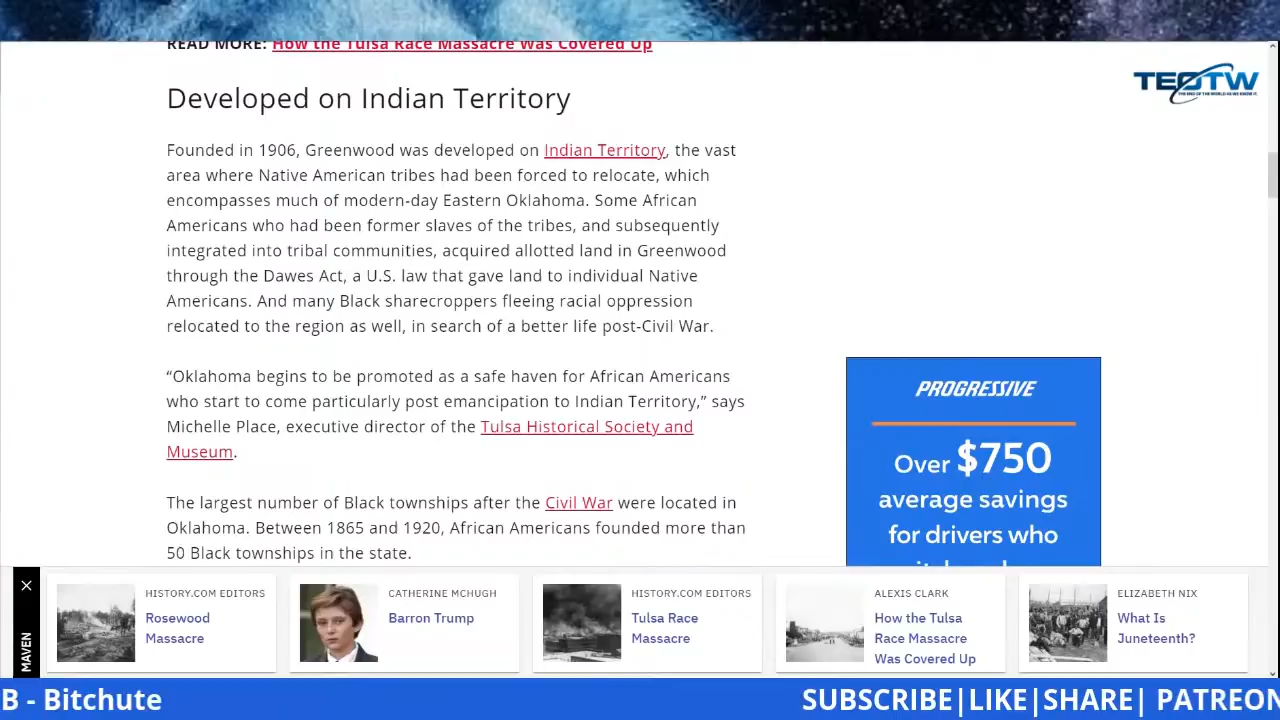 READ MORE: How the Tulsa Race Massacre Was Covered Up
TEOTW
THE END OF THE WORLD AS WE KNOW IT
Developed on Indian Territory
Founded in 1906, Greenwood was developed on Indian Territory, the vast
area where Native American tribes had been forced to relocate, which
encompasses much of modern-day Eastern Oklahoma. Some African
Americans who had been former slaves of the tribes, and subsequently
integrated into tribal communities, acquired allotted land in Greenwood
through the Dawes Act, a U.S. law that gave land to individual Native
Americans. And many Black sharecroppers fleeing racial oppression
relocated to the region as well, in search of a better life post-Civil War.
“Oklahoma begins to be promoted as a safe haven for African Americans
who start to come particularly post emancipation to Indian Territory,” says
Michelle Place, executive director of the Tulsa Historical Society and
Museum.
The largest number of Black townships after the Civil War were located in
Oklahoma. Between 1865 and 1920, African Americans founded more than
50 Black townships in the state.
PROGRESSIVE
Over $750
average savings
for drivers who
MAVEN
HISTORY.COM EDITORS
Rosewood
Massacre
CATHERINE MCHUGH
Barron Trump
HISTORY.COM EDITORS
Tulsa Race
Massacre
ALEXIS CLARK
How the Tulsa
Race Massacre
Was Covered Up
ELIZABETH NIX
What Is
Juneteenth?
B - Bitchute
SUBSCRIBE|LIKE|SHARE| PATREON